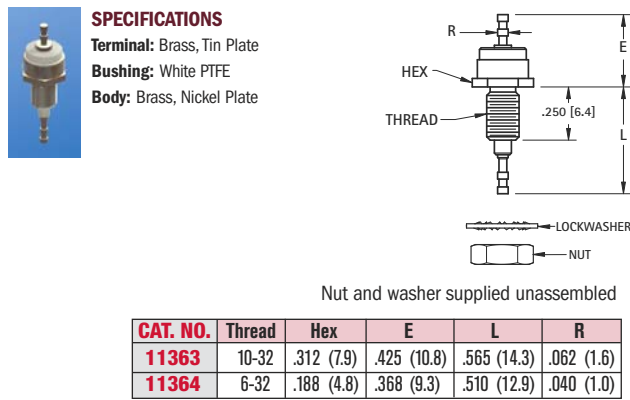 SPECIFICATIONS
Terminal: Brass, Tin Plate
Bushing: White PTFE
Body: Brass, Nickel Plate
R
E
HEX
.250 [6.4]
THREAD
L
LOCKWASHER
NUT
Nut and washer supplied unassembled
CAT. NO. Thread Hex E L R
11363 10-32 .312 (7.9) .425 (10.8) .565 (14.3) .062 (1.6)
11364 6-32 .188 (4.8) .368 (9.3) .510 (12.9) .040 (1.0)